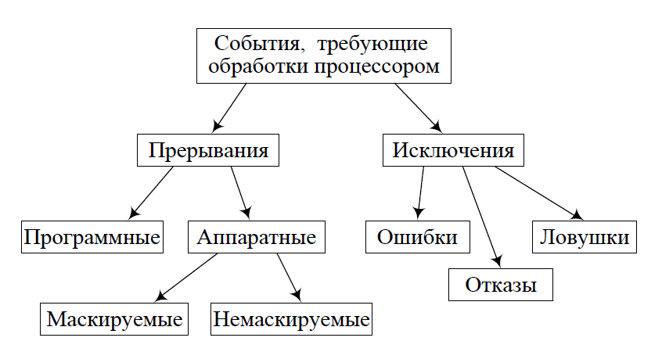 События, требующие
обработки процессором
Прерывания
Исключения
Программные
Аппаратные
Ошибки
Ловушки
Отказы
Маскируемые
Немаскируемые